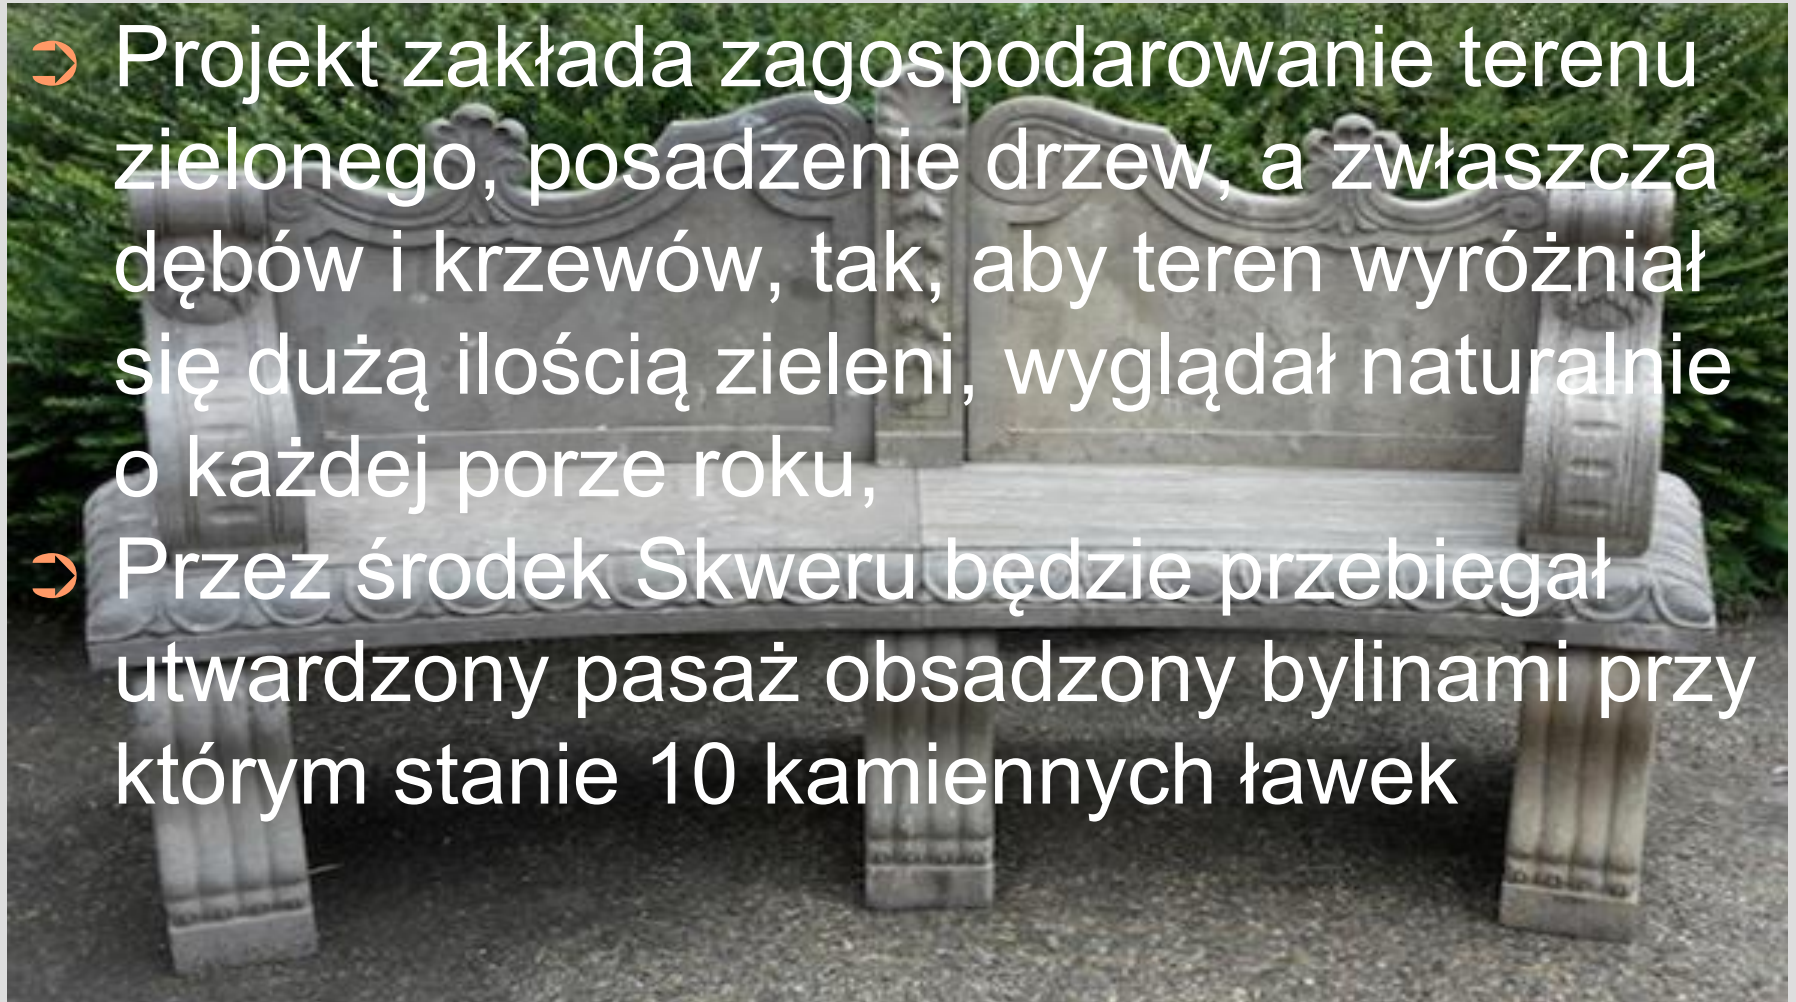 ➲ Projekt zakłada zagospodarowanie terenu
zielonego, posadzenie drzew, a zwłaszcza
dębów i krzewów, tak, aby teren wyróżniał
się dużą ilością zieleni, wyglądał naturalnie
o każdej porze roku,
➲ Przez środek Skweru będzie przebiegał
utwardzony pasaż obsadzony bylinami przy
którym stanie 10 kamiennych ławek